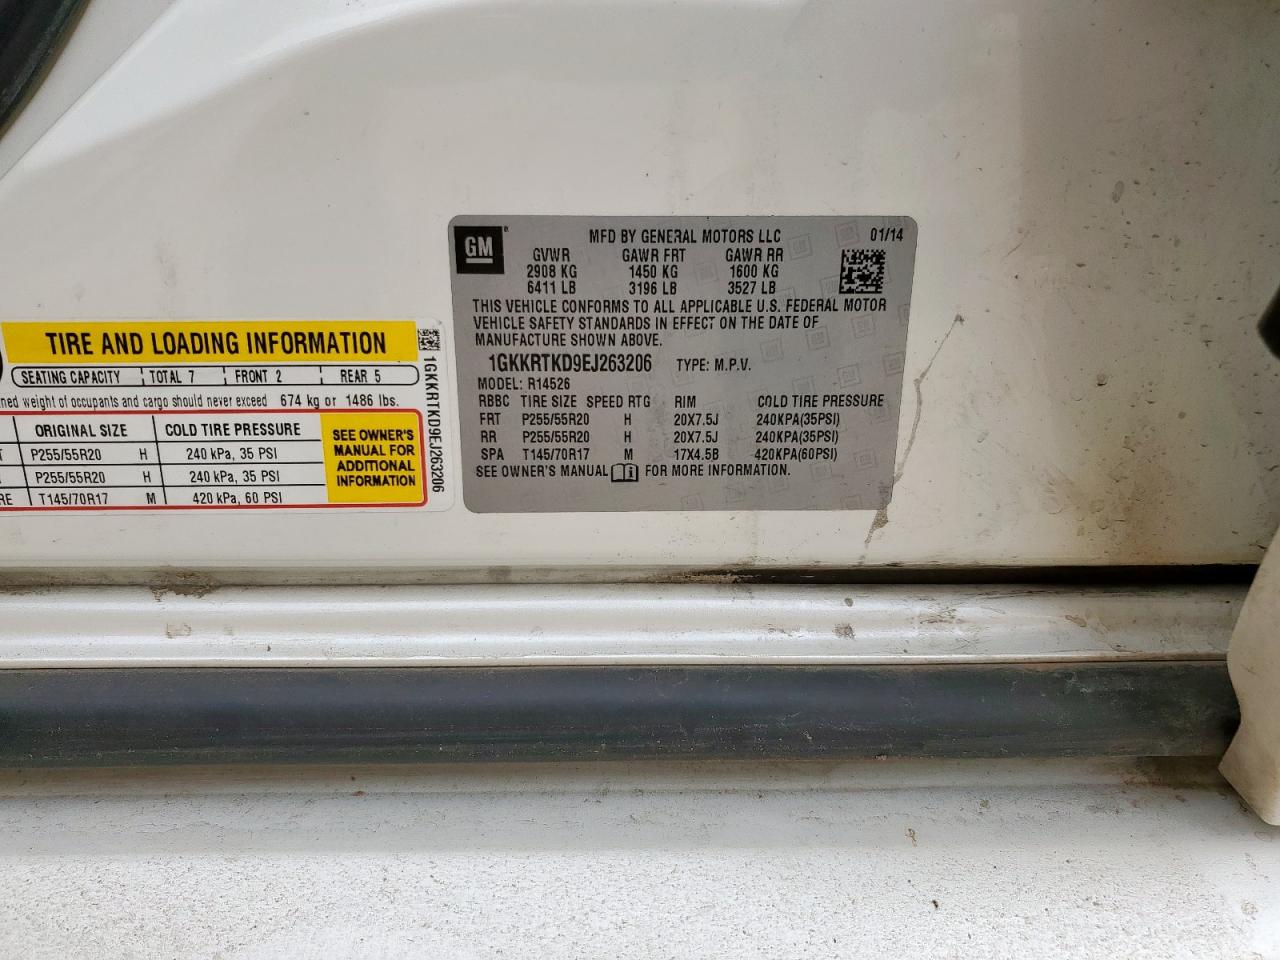 TIRE AND LOADING INFORMATION
SEATING CAPACITY TOTAL 7 FRONT 2 REAR 5
weight of occupants and cargo should never exceed 674 kg or 1486 lbs.
ORIGINAL SIZE COLD TIRE PRESSURE
P255/55R20 H 240 kPa, 35 PSI
P255/55R20 H 240 kPa, 35 PSI
T145/70R17 M 420 kPa, 60 PSI
SEE OWNER'S
MANUAL FOR
ADDITIONAL
INFORMATION
1GKKRTKD9EJ263206
GM
MFD BY GENERAL MOTORS LLC 01/14
GVWR GAWR FRT GAWR RR
2908 KG 1450 KG 1600 KG
6411 LB 3196 LB 3527 LB
THIS VEHICLE CONFORMS TO ALL APPLICABLE U.S. FEDERAL MOTOR
VEHICLE SAFETY STANDARDS IN EFFECT ON THE DATE OF
MANUFACTURE SHOWN ABOVE.
1GKKRTKD9EJ263206 TYPE: M.P.V.
MODEL: R14526
RBBC TIRE SIZE SPEED RTG RIM COLD TIRE PRESSURE
FRT P255/55R20 H 20X7.5J 240KPA(35PSI)
RR P255/55R20 H 20X7.5J 240KPA(35PSI)
SPA T145/70R17 M 17X4.5B 420KPA(60PSI)
SEE OWNER'S MANUAL FOR MORE INFORMATION.